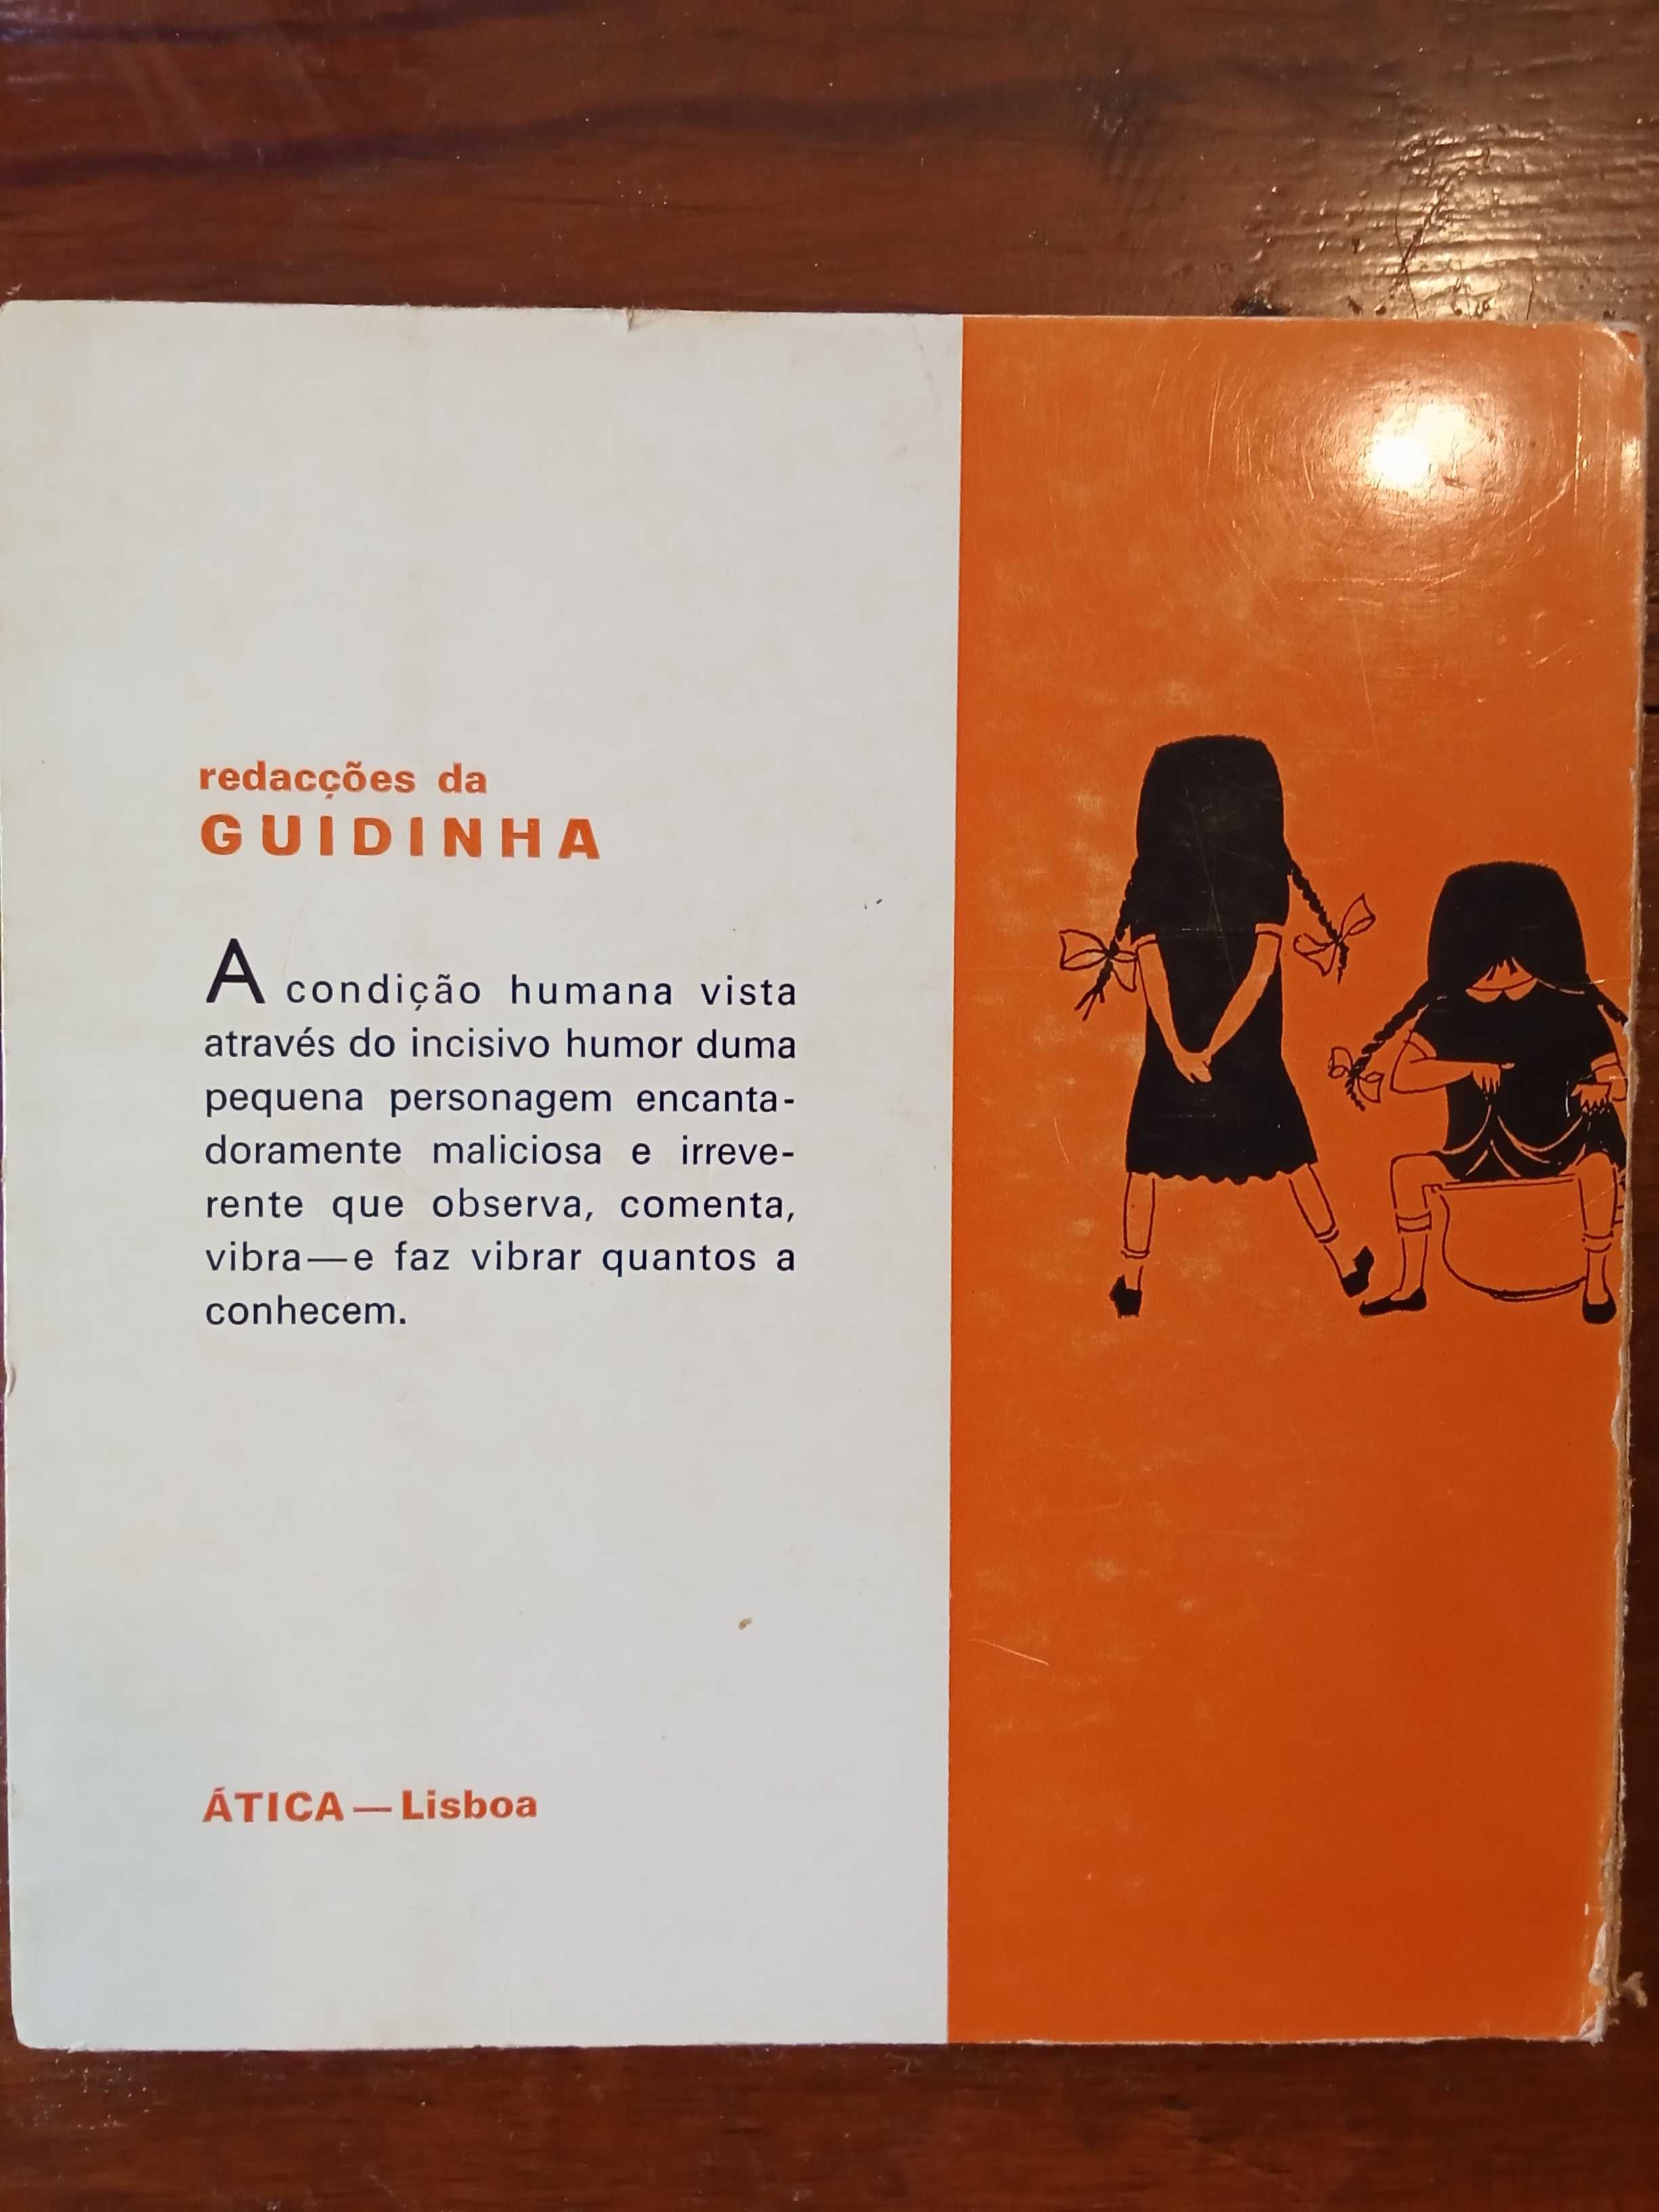 redacções da
GUIDINHA
A condição humana vista
através do incisivo humor duma
pequena personagem encanta-
doramente maliciosa e irreve-
rente que observa, comenta,
vibra—e faz vibrar quantos a
conhecem.
ÁTICA — Lisboa